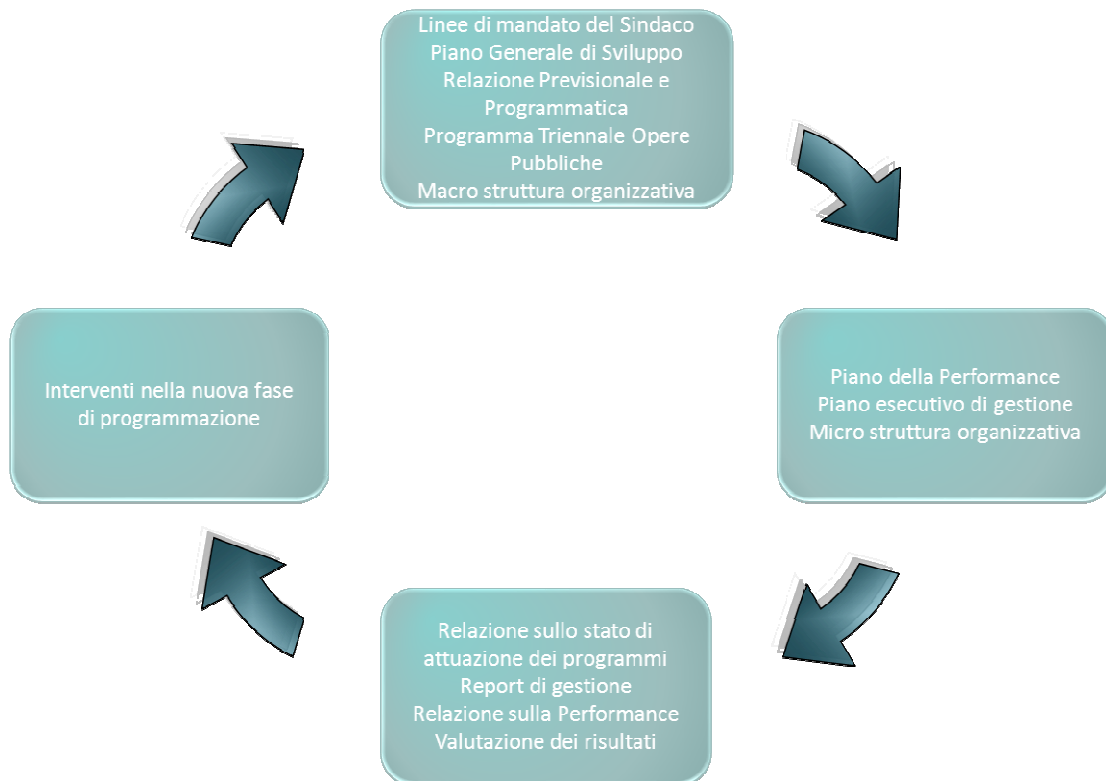 Linee di mandato del Sindaco
Piano Generale di Sviluppo
Relazione Previsionale e
Programmatica
Programma Triennale Opere
Pubbliche
Macro struttura organizzativa
Piano della Performance
Piano esecutivo di gestione
Micro struttura organizzativa
Relazione sullo stato di
attuazione dei programmi
Report di gestione
Relazione sulla Performance
Valutazione dei risultati
Interventi nella nuova fase
di programmazione